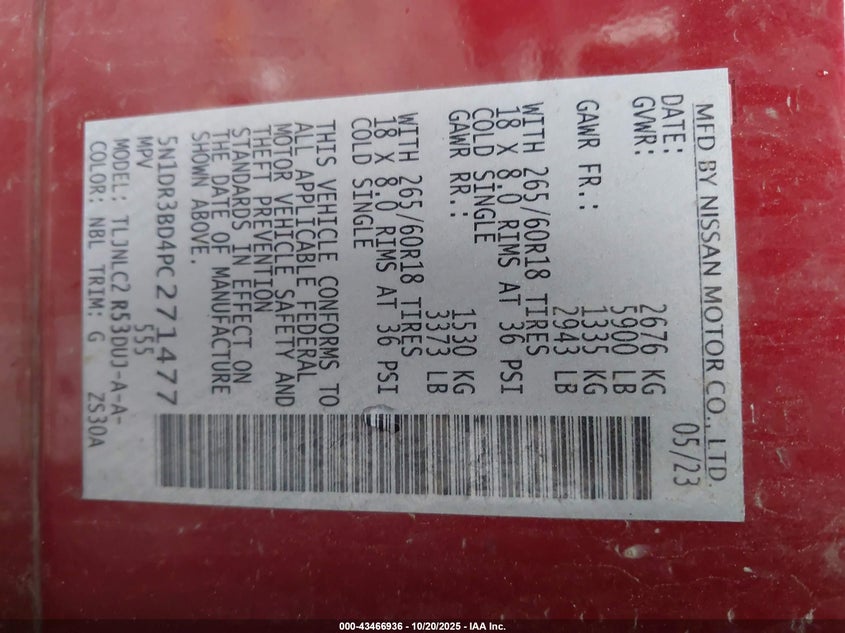 MFD BY NISSAN MOTOR CO., LTD.
DATE: 05/23
GVWR: 2676 KG
5900 LB
GAWR FR.: 1335 KG
2943 LB
WITH 265/60R18 TIRES
18 X 8.0 RIMS AT 36 PSI
COLD SINGLE
GAWR RR.: 1530 KG
3373 LB
WITH 265/60R18 TIRES
18 X 8.0 RIMS AT 36 PSI
COLD SINGLE
THIS VEHICLE CONFORMS TO
ALL APPLICABLE FEDERAL
MOTOR VEHICLE SAFETY AND
THEFT PREVENTION
STANDARDS IN EFFECT ON
THE DATE OF MANUFACTURE
SHOWN ABOVE.
5N1DR3BD4PC271477
MPV 555
MODEL: TLJNLC2 R53DUJ-A-A-
COLOR: NBL TRIM: G ZS30A
000-43466936 - 10/20/2025 - IAA Inc.